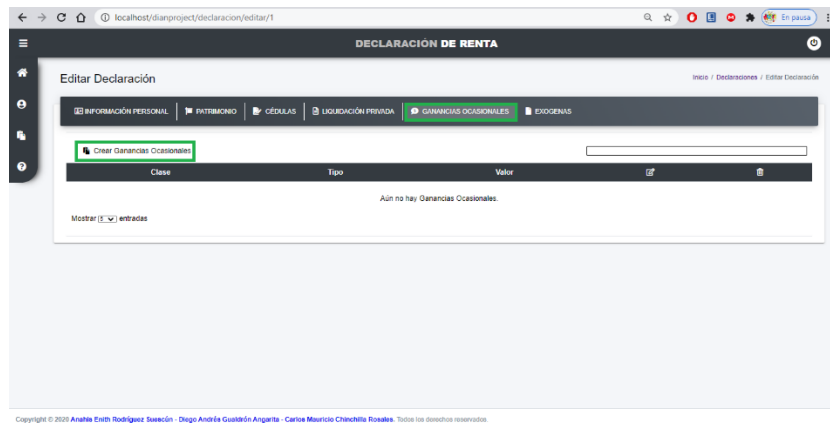 localhost/dianproject/declaracion/editar/1
En pausa
DECLARACIÓN DE RENTA
Editar Declaración
Inicio / Declaraciones / Editar Declaración
INFORMACIÓN PERSONAL PATRIMONIO CÉDULAS LIQUIDACIÓN PRIVADA GANANCIAS OCASIONALES EXOGENAS
Crear Ganancias Ocasionales
Clase Tipo Valor
Aún no hay Ganancias Ocasionales.
Mostrar 5 entradas
Copyright © 2020 Anahis Enith Rodríguez Suescún - Diego Andrés Gualdrón Angarita - Carlos Mauricio Chinchilla Rosales. Todos los derechos reservados.